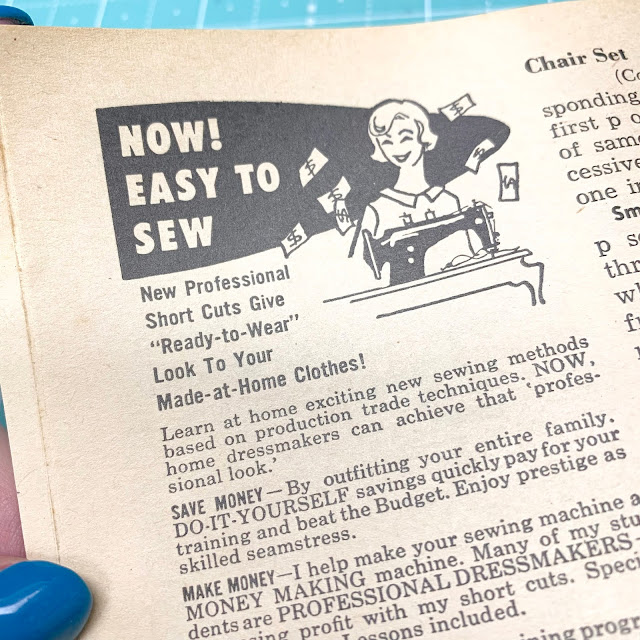 NOW!
EASY TO
SEW
$
$
$
$
$
$
$
New Professional
Short Cuts Give
"Ready-to-Wear"
Look To Your
Made-at-Home Clothes!
Learn at home exciting new sewing methods
based on production trade techniques. NOW,
home dressmakers can achieve that 'profes-
sional look.'
SAVE MONEY—By outfitting your entire family.
DO-IT-YOURSELF savings quickly pay for your
training and beat the Budget. Enjoy prestige as
skilled seamstress.
MAKE MONEY—I help make your sewing machine a
MONEY MAKING machine. Many of my stu
dents are PROFESSIONAL DRESSMAKERS
profit with my short cuts. Speci
Lessons included.
ining progr
Chair Set
(Co
sponding
first p o
of same
cessive
one in
Sm
p s
thr
wh
f